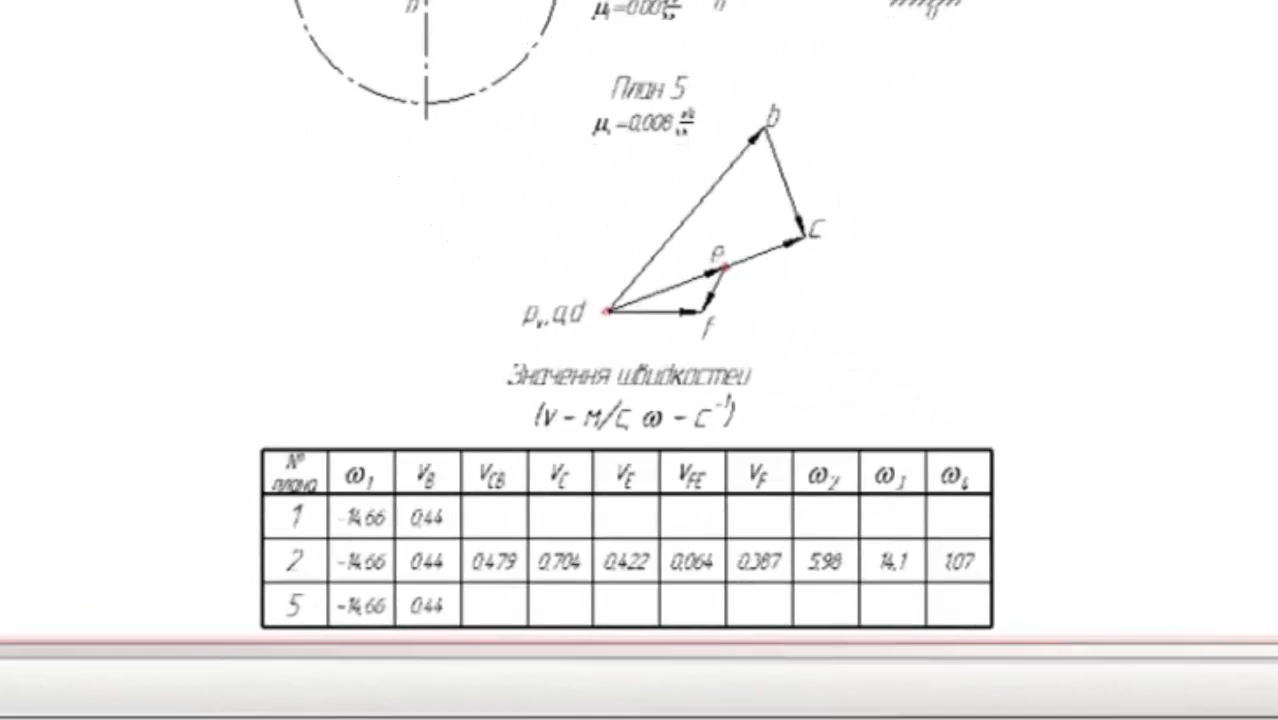 План 5
b
c
e
f
Значення швидкостей
(V - м/с, ω - с⁻¹)
№ плана ω₁ V_B V_CB V_C V_E V_FE V_F ω₂ ω₃ ω₄
1 -14,66 0,44
2 -14,66 0,44 0,479 0,704 0,422 0,064 0,387 5,98 14,1 1,07
5 -14,66 0,44